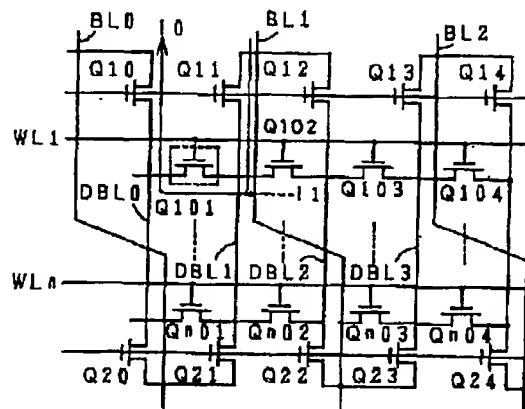 BL0 I0 BL1 BL2
Q10 Q11 Q12 Q13 Q14
WL1 Q102
DBL0 Q101 I1 Q103 Q104
DBL1 DBL2 DBL3
WLn
Qn01 Qn02 Qn03 Qn04
Q20 Q21 Q22 Q23 Q24